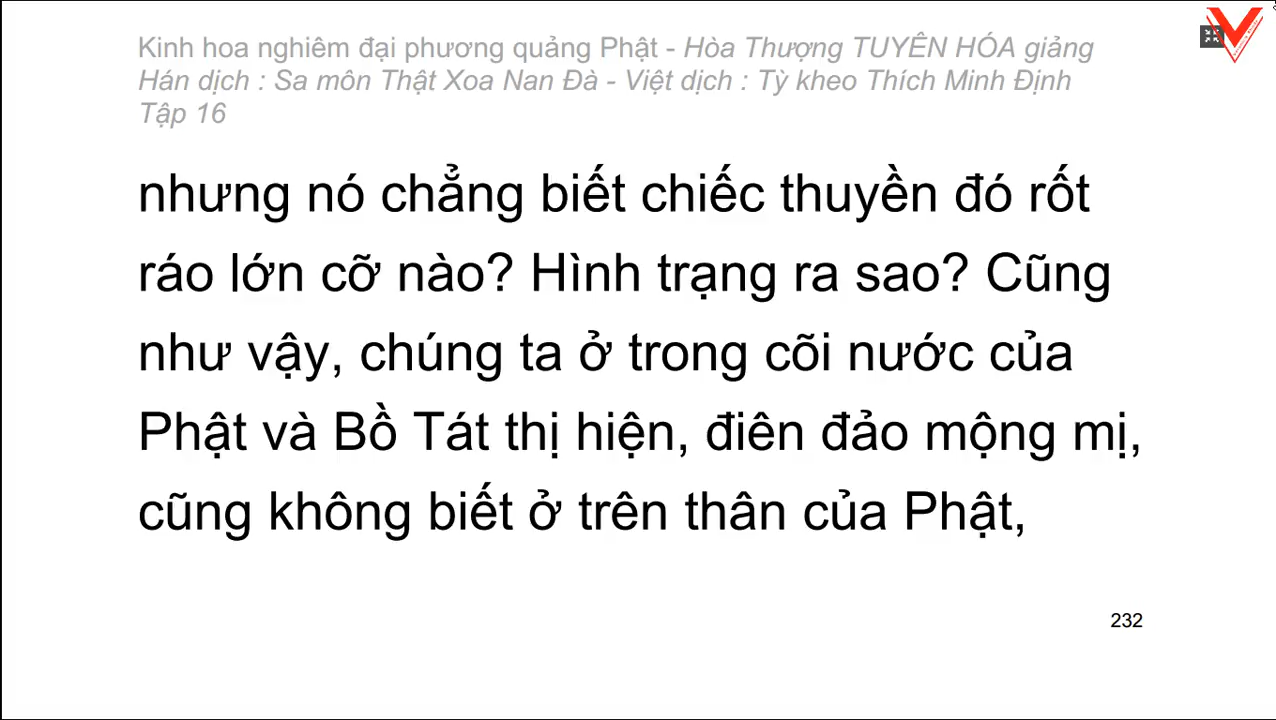 Kinh hoa nghiêm đại phương quảng Phật - Hòa Thượng TUYÊN HÓA giảng
Hán dịch : Sa môn Thật Xoa Nan Đà - Việt dịch : Tỳ kheo Thích Minh Định
Tập 16
nhưng nó chẳng biết chiếc thuyền đó rốt
ráo lớn cỡ nào? Hình trạng ra sao? Cũng
như vậy, chúng ta ở trong cõi nước của
Phật và Bồ Tát thị hiện, điên đảo mộng mị,
cũng không biết ở trên thân của Phật,
232